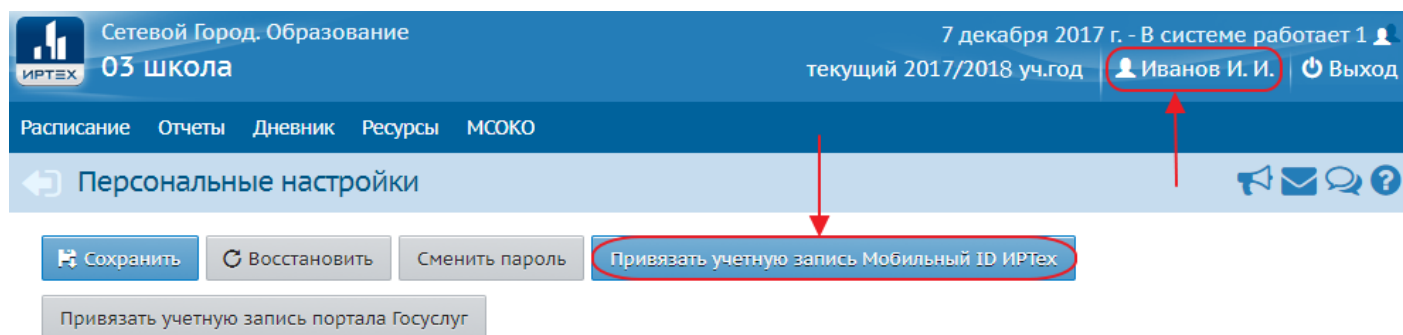 Сетевой Город. Образование
7 декабря 2017 г. - В системе работает 1
ИРТЕХ
03 школа
текущий 2017/2018 уч.год
Иванов И. И.
Выход
Расписание Отчеты Дневник Ресурсы МСОКО
Персональные настройки
Сохранить
Восстановить
Сменить пароль
Привязать учетную запись Мобильный ID ИРТех
Привязать учетную запись портала Госуслуг